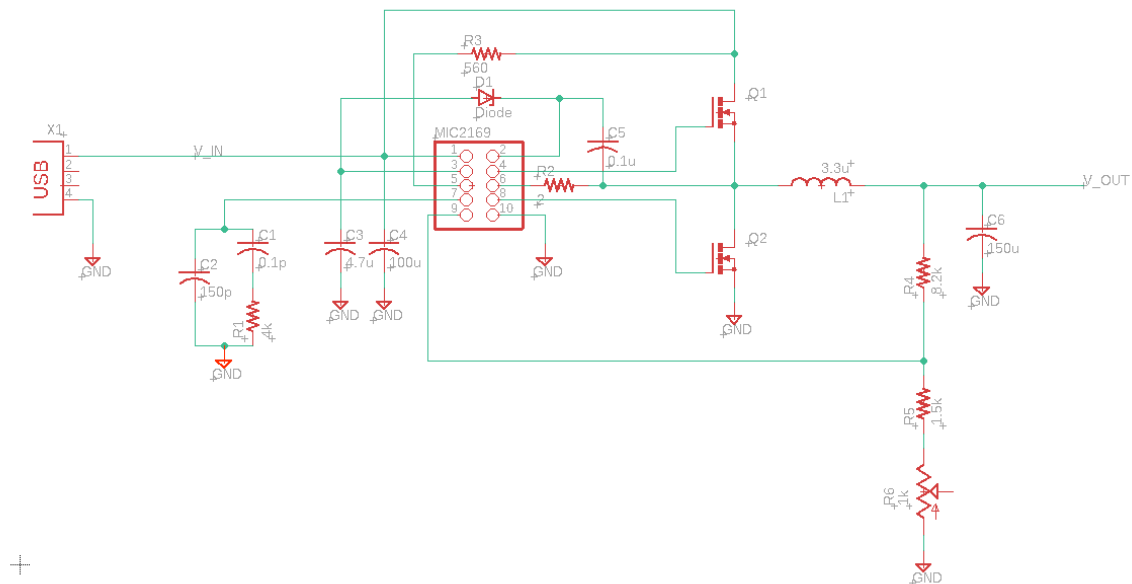 R3
560
D1
Diode
Q1
X1
MIC2169
C5
0.1u
USB
1
2
3
4
V_IN
1
2
3
4
5
6
7
8
9
10
R2
2
3.3u
L1
V_OUT
Q2
C1
0.1p
C2
150p
C3
4.7u
C4
100u
C6
150u
R4
8.2k
GND
GND
GND
GND
GND
GND
GND
R1
4k
GND
R5
1.5k
R6
1k
GND